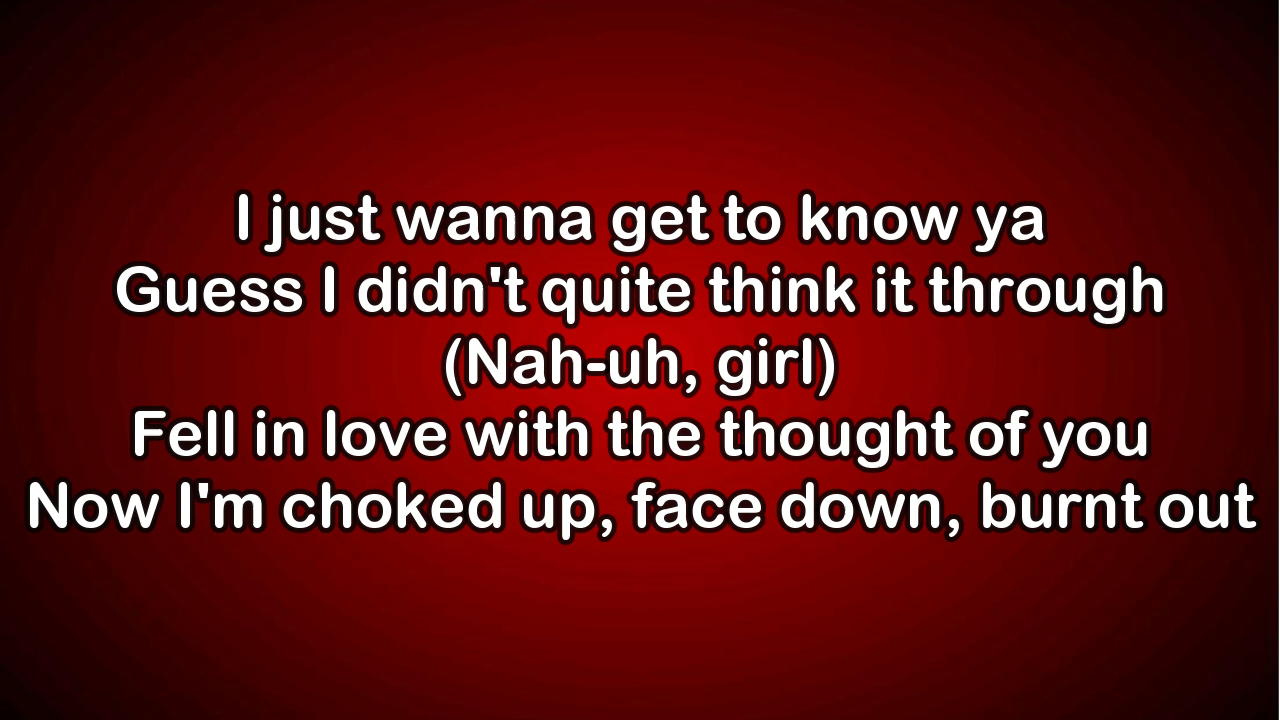 I just wanna get to know ya
Guess I didn't quite think it through
(Nah-uh, girl)
Fell in love with the thought of you
Now I'm choked up, face down, burnt out